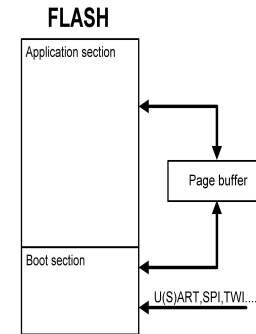 FLASH
Application section
Page buffer
Boot section
U(S)ART,SPI,TWI....